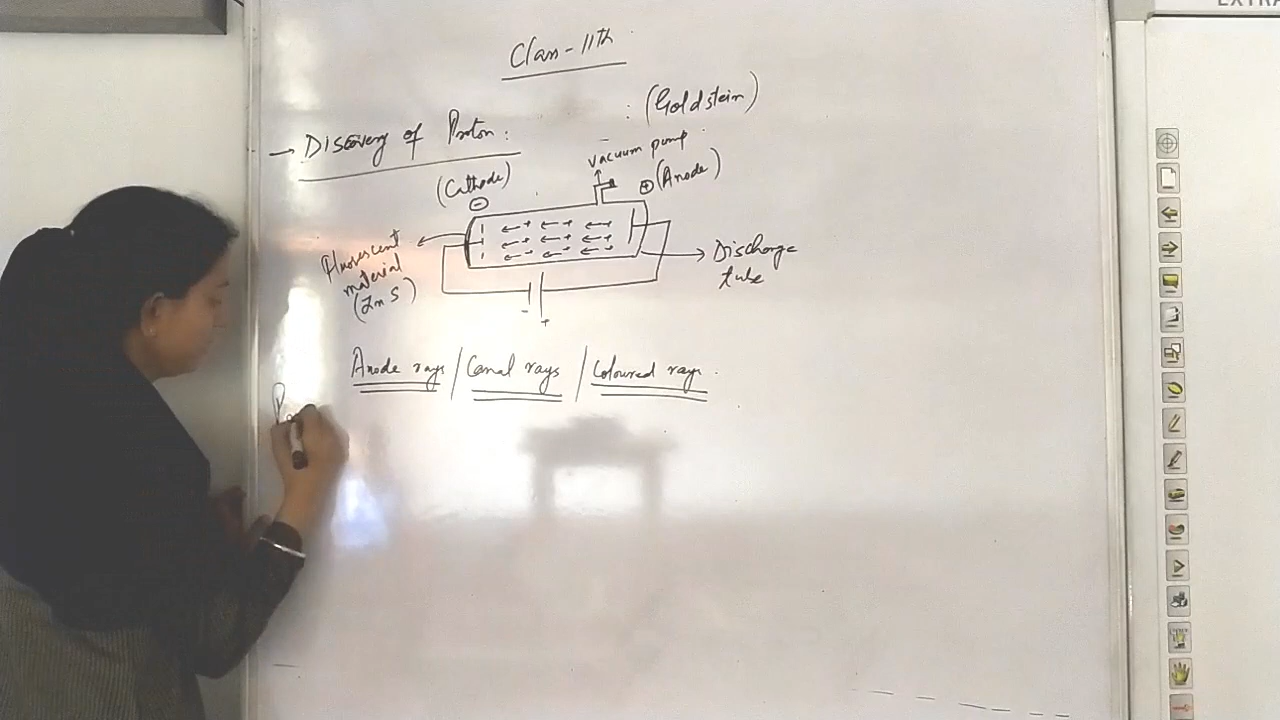 EXTRA
Class-11th
: (Goldstein)
→ Discovery of Proton:
vacuum pump
(Cathode)
⊖
⊕ (Anode)
Fluorescent
material
(ZnS)
Discharge
tube
-
+
Anode rays / Canal rays / Coloured rays.
P